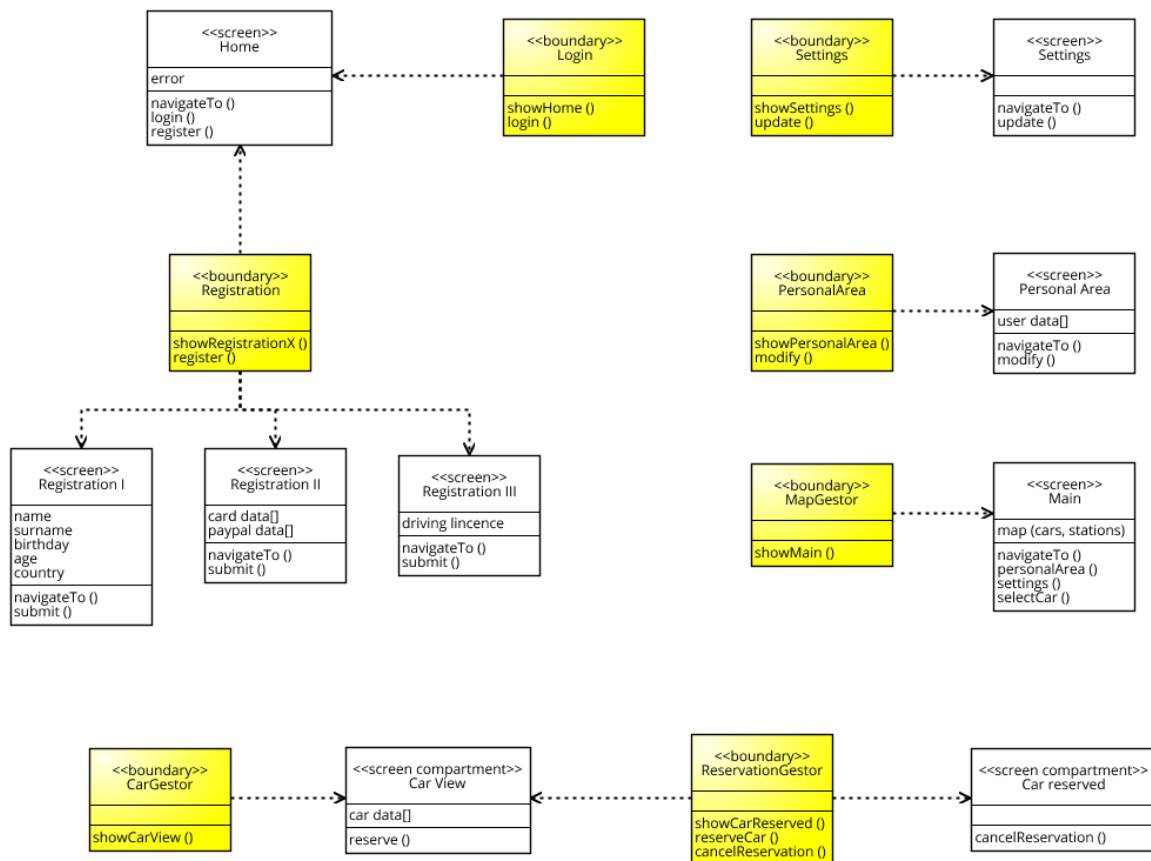 <<screen>>
Home
error
navigateTo ()
login ()
register ()
<<boundary>>
Login
showHome ()
login ()
<<boundary>>
Settings
showSettings ()
update ()
<<screen>>
Settings
navigateTo ()
update ()
<<boundary>>
Registration
showRegistrationX ()
register ()
<<boundary>>
PersonalArea
showPersonalArea ()
modify ()
<<screen>>
Personal Area
user data[]
navigateTo ()
modify ()
<<screen>>
Registration I
name
surname
birthday
age
country
navigateTo ()
submit ()
<<screen>>
Registration II
card data[]
paypal data[]
navigateTo ()
submit ()
<<screen>>
Registration III
driving lincence
navigateTo ()
submit ()
<<boundary>>
MapGestor
showMain ()
<<screen>>
Main
map (cars, stations)
navigateTo ()
personalArea ()
settings ()
selectCar ()
<<boundary>>
CarGestor
showCarView ()
<<screen compartment>>
Car View
car data[]
reserve ()
<<boundary>>
ReservationGestor
showCarReserved ()
reserveCar ()
cancelReservation ()
<<screen compartment>>
Car reserved
cancelReservation ()